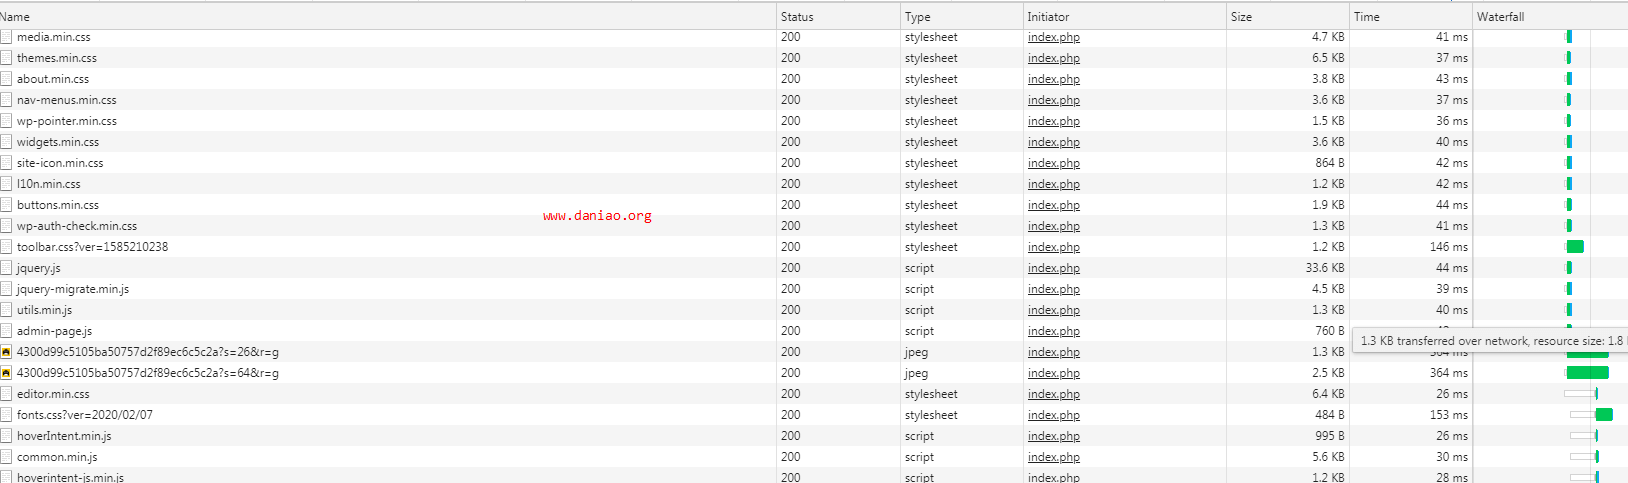 Name Status Type Initiator Size Time Waterfall
media.min.css 200 stylesheet index.php 4.7 KB 41 ms
themes.min.css 200 stylesheet index.php 6.5 KB 37 ms
about.min.css 200 stylesheet index.php 3.8 KB 43 ms
nav-menus.min.css 200 stylesheet index.php 3.6 KB 37 ms
wp-pointer.min.css 200 stylesheet index.php 1.5 KB 36 ms
widgets.min.css 200 stylesheet index.php 3.6 KB 40 ms
site-icon.min.css 200 stylesheet index.php 864 B 42 ms
l10n.min.css 200 stylesheet index.php 1.2 KB 42 ms
buttons.min.css 200 stylesheet index.php 1.9 KB 44 ms
www.daniao.org
wp-auth-check.min.css 200 stylesheet index.php 1.3 KB 41 ms
toolbar.css?ver=1585210238 200 stylesheet index.php 1.2 KB 146 ms
jquery.js 200 script index.php 33.6 KB 44 ms
jquery-migrate.min.js 200 script index.php 4.5 KB 39 ms
utils.min.js 200 script index.php 1.3 KB 40 ms
admin-page.js 200 script index.php 760 B
1.3 KB transferred over network, resource size: 1.8
4300d99c5105ba50757d2f89ec6c5c2a?s=26&r=g 200 jpeg index.php 1.3 KB
4300d99c5105ba50757d2f89ec6c5c2a?s=64&r=g 200 jpeg index.php 2.5 KB 364 ms
editor.min.css 200 stylesheet index.php 6.4 KB 26 ms
fonts.css?ver=2020/02/07 200 stylesheet index.php 484 B 153 ms
hoverIntent.min.js 200 script index.php 995 B 26 ms
common.min.js 200 script index.php 5.6 KB 30 ms
hoverintent-js.min.js 200 script index.php 1.2 KB 28 ms